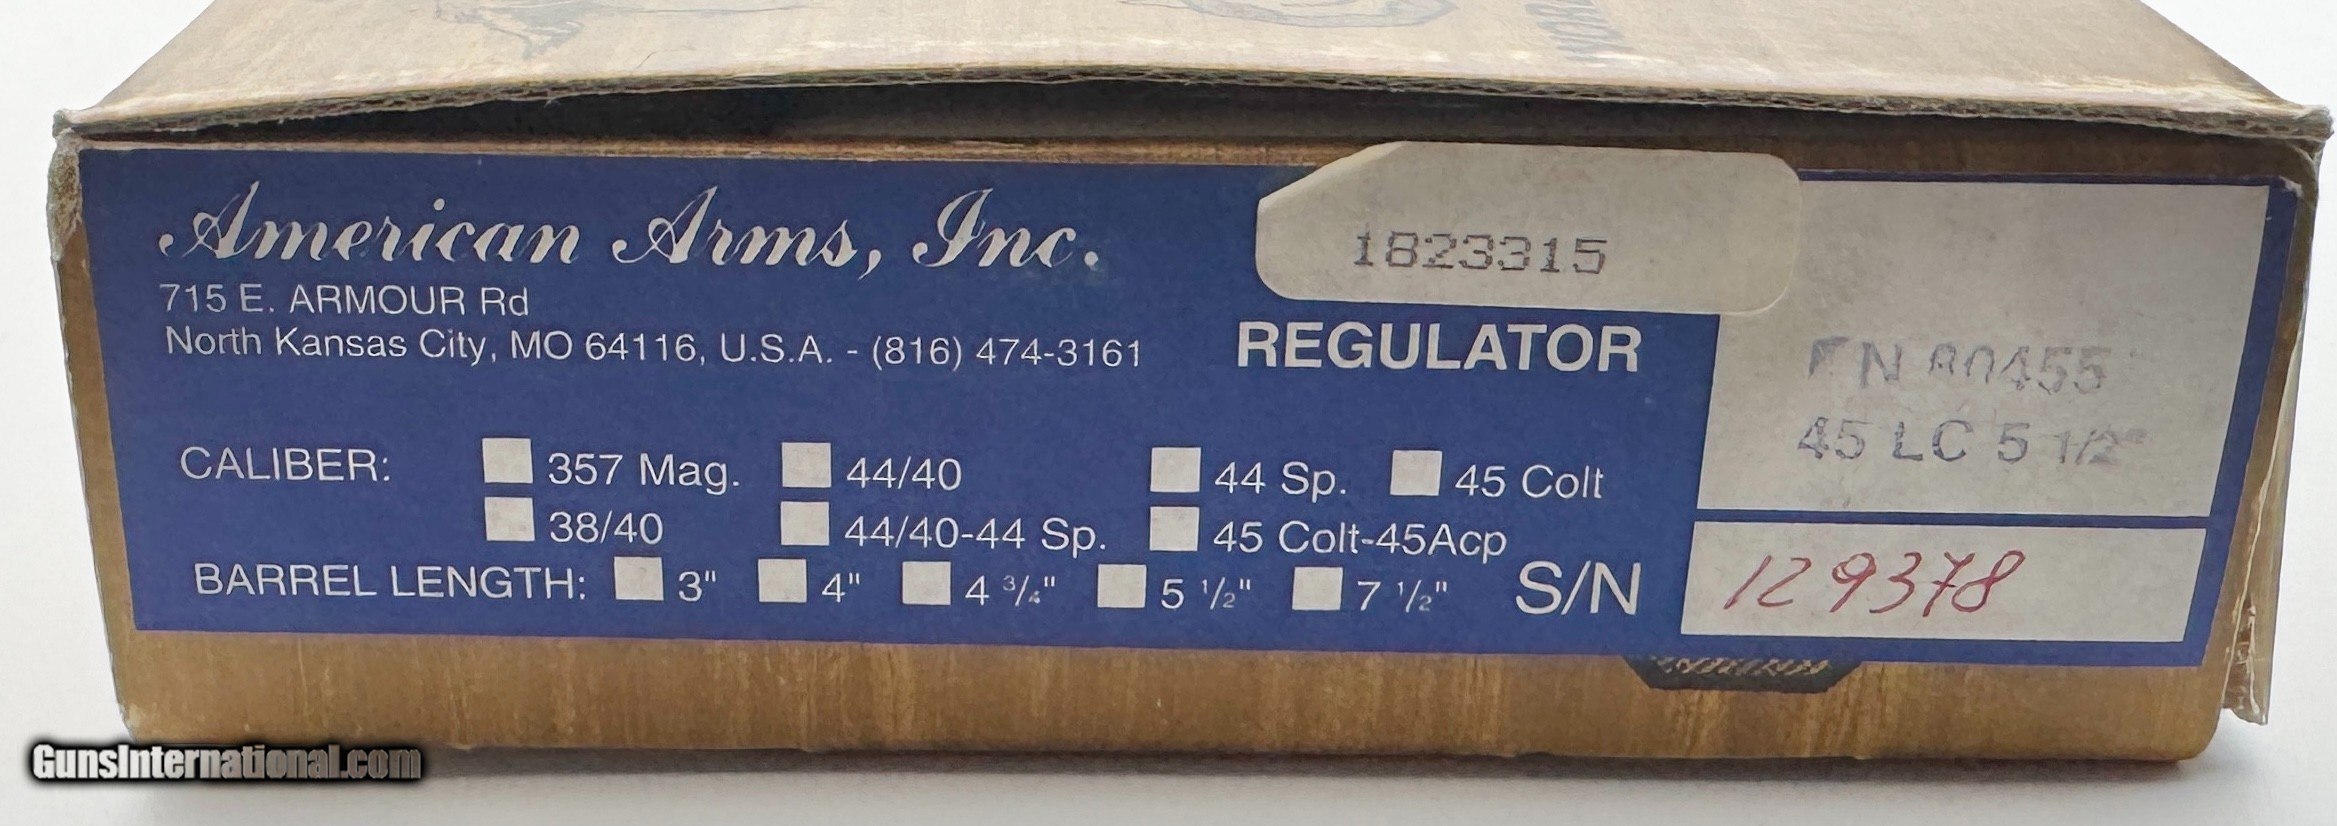 American Arms, Inc.
715 E. ARMOUR Rd
North Kansas City, MO 64116, U.S.A. - (816) 474-3161
1823315
REGULATOR
N 80455
45 LC 5 1/2"
CALIBER: 357 Mag. 44/40 44 Sp. 45 Colt
38/40 44/40-44 Sp. 45 Colt-45Acp
BARREL LENGTH: 3" 4" 4 3/4" 5 1/2" 7 1/2"
S/N 129378
GunsInternational.com